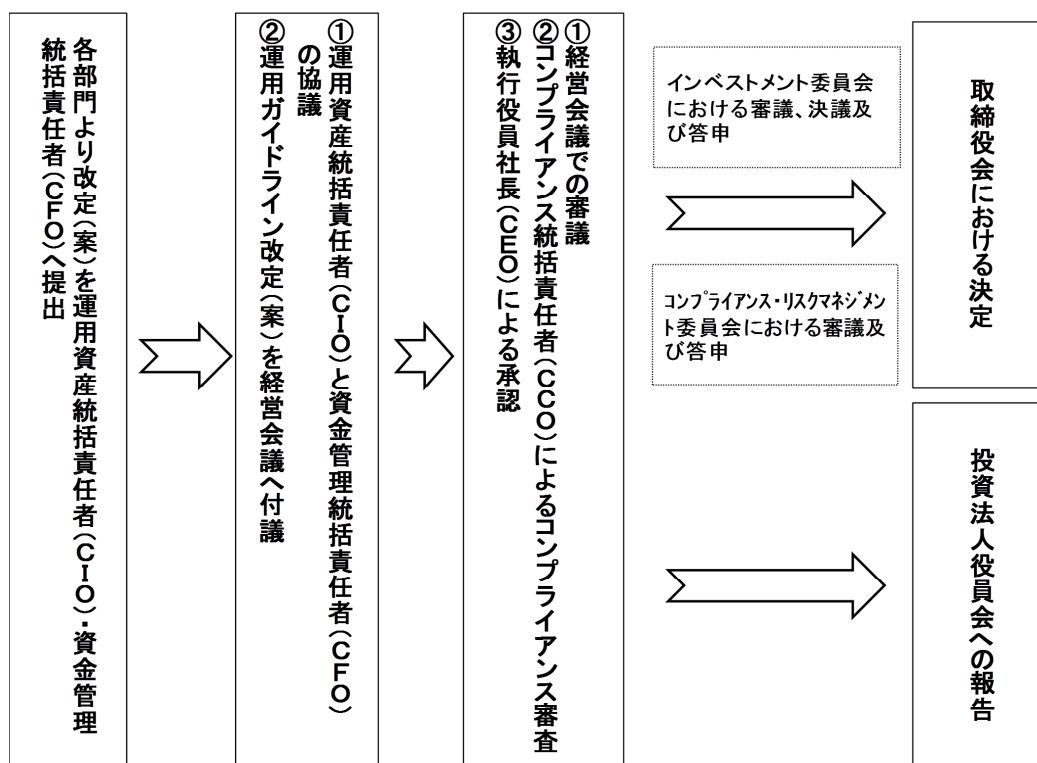 各部門より改定(案)を運用資産統括責任者(CIO)・資金管理
統括責任者(CFO)へ提出
①運用資産統括責任者(CIO)と資金管理統括責任者(CFO)
の協議
②運用ガイドライン改定(案)を経営会議へ付議
①経営会議での審議
②コンプライアンス統括責任者(CCO)によるコンプライアンス審査
③執行役員社長(CEO)による承認
インベストメント委員会
における審議、決議及
び答申
コンプライアンス・リスクマネジメン
ト委員会における審議及
び答申
取締役会における決定
投資法人役員会への報告